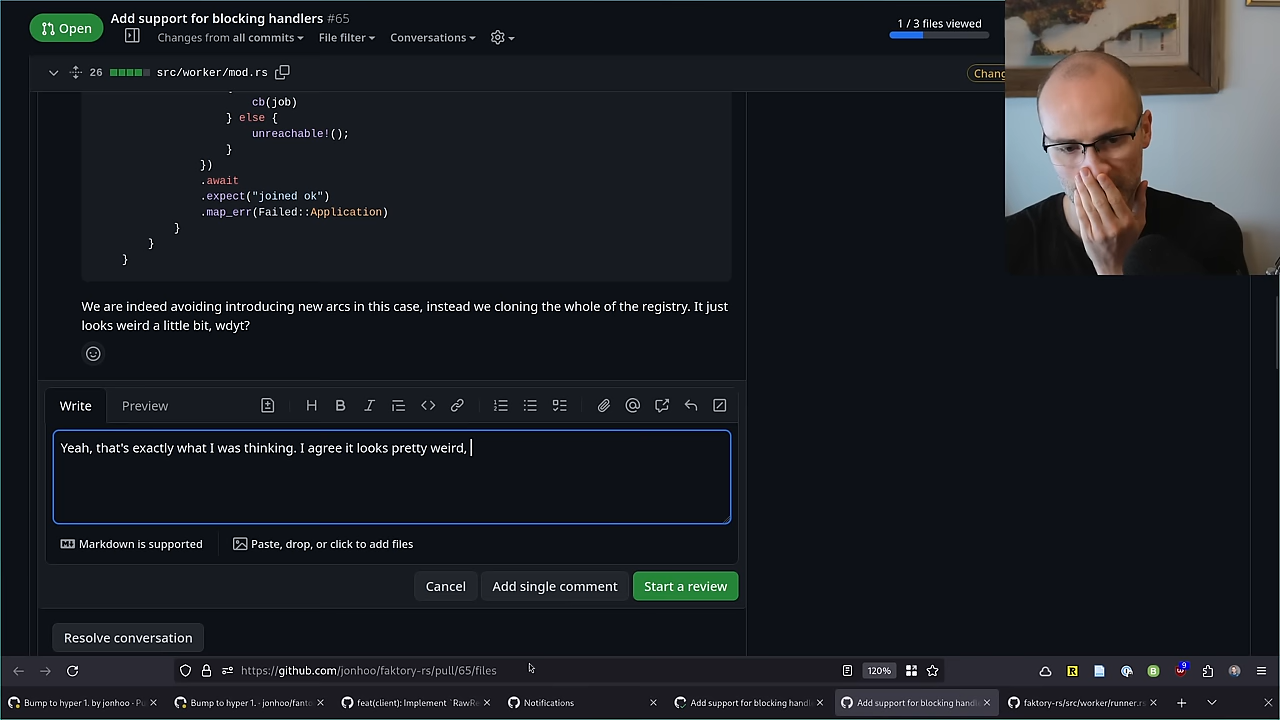 Open
Add support for blocking handlers #65
Changes from all commits
File filter
Conversations
1 / 3 files viewed
26
src/worker/mod.rs
cb(job)
} else {
unreachable!();
}
})
.await
.expect("joined ok")
.map_err(Failed::Application)
}
}
}
We are indeed avoiding introducing new arcs in this case, instead we cloning the whole of the registry. It just
looks weird a little bit, wdyt?
Write
Preview
Yeah, that's exactly what I was thinking. I agree it looks pretty weird,
Markdown is supported
Paste, drop, or click to add files
Cancel
Add single comment
Start a review
Resolve conversation
https://github.com/jonhoo/faktory-rs/pull/65/files
120%
9
Bump to hyper 1. by jonhoo · Pu
Bump to hyper 1. · jonhoo/fanto
feat(client): Implement `RawRe
Notifications
Add support for blocking handl
Add support for blocking handl
faktory-rs/src/worker/runner.rs